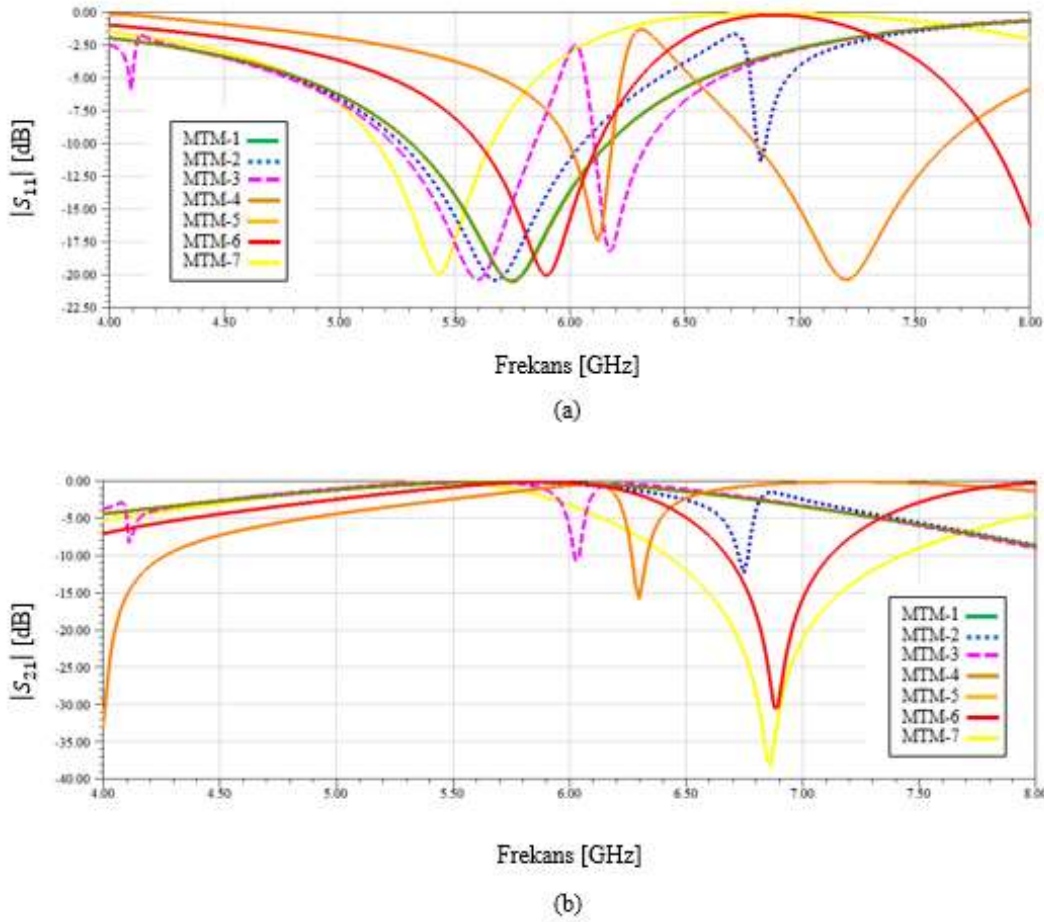 0.00
-2.50
-5.00
-7.50
-10.00
-12.50
-15.00
-17.50
-20.00
-22.50
|S11| [dB]
MTM-1
MTM-2
MTM-3
MTM-4
MTM-5
MTM-6
MTM-7
4.00 4.50 5.00 5.50 6.00 6.50 7.00 7.50 8.00
Frekans [GHz]
(a)
0.00
-5.00
-10.00
-15.00
-20.00
-25.00
-30.00
-35.00
-40.00
|S21| [dB]
MTM-1
MTM-2
MTM-3
MTM-4
MTM-5
MTM-6
MTM-7
4.00 4.50 5.00 5.50 6.00 6.50 7.00 7.50 8.00
Frekans [GHz]
(b)